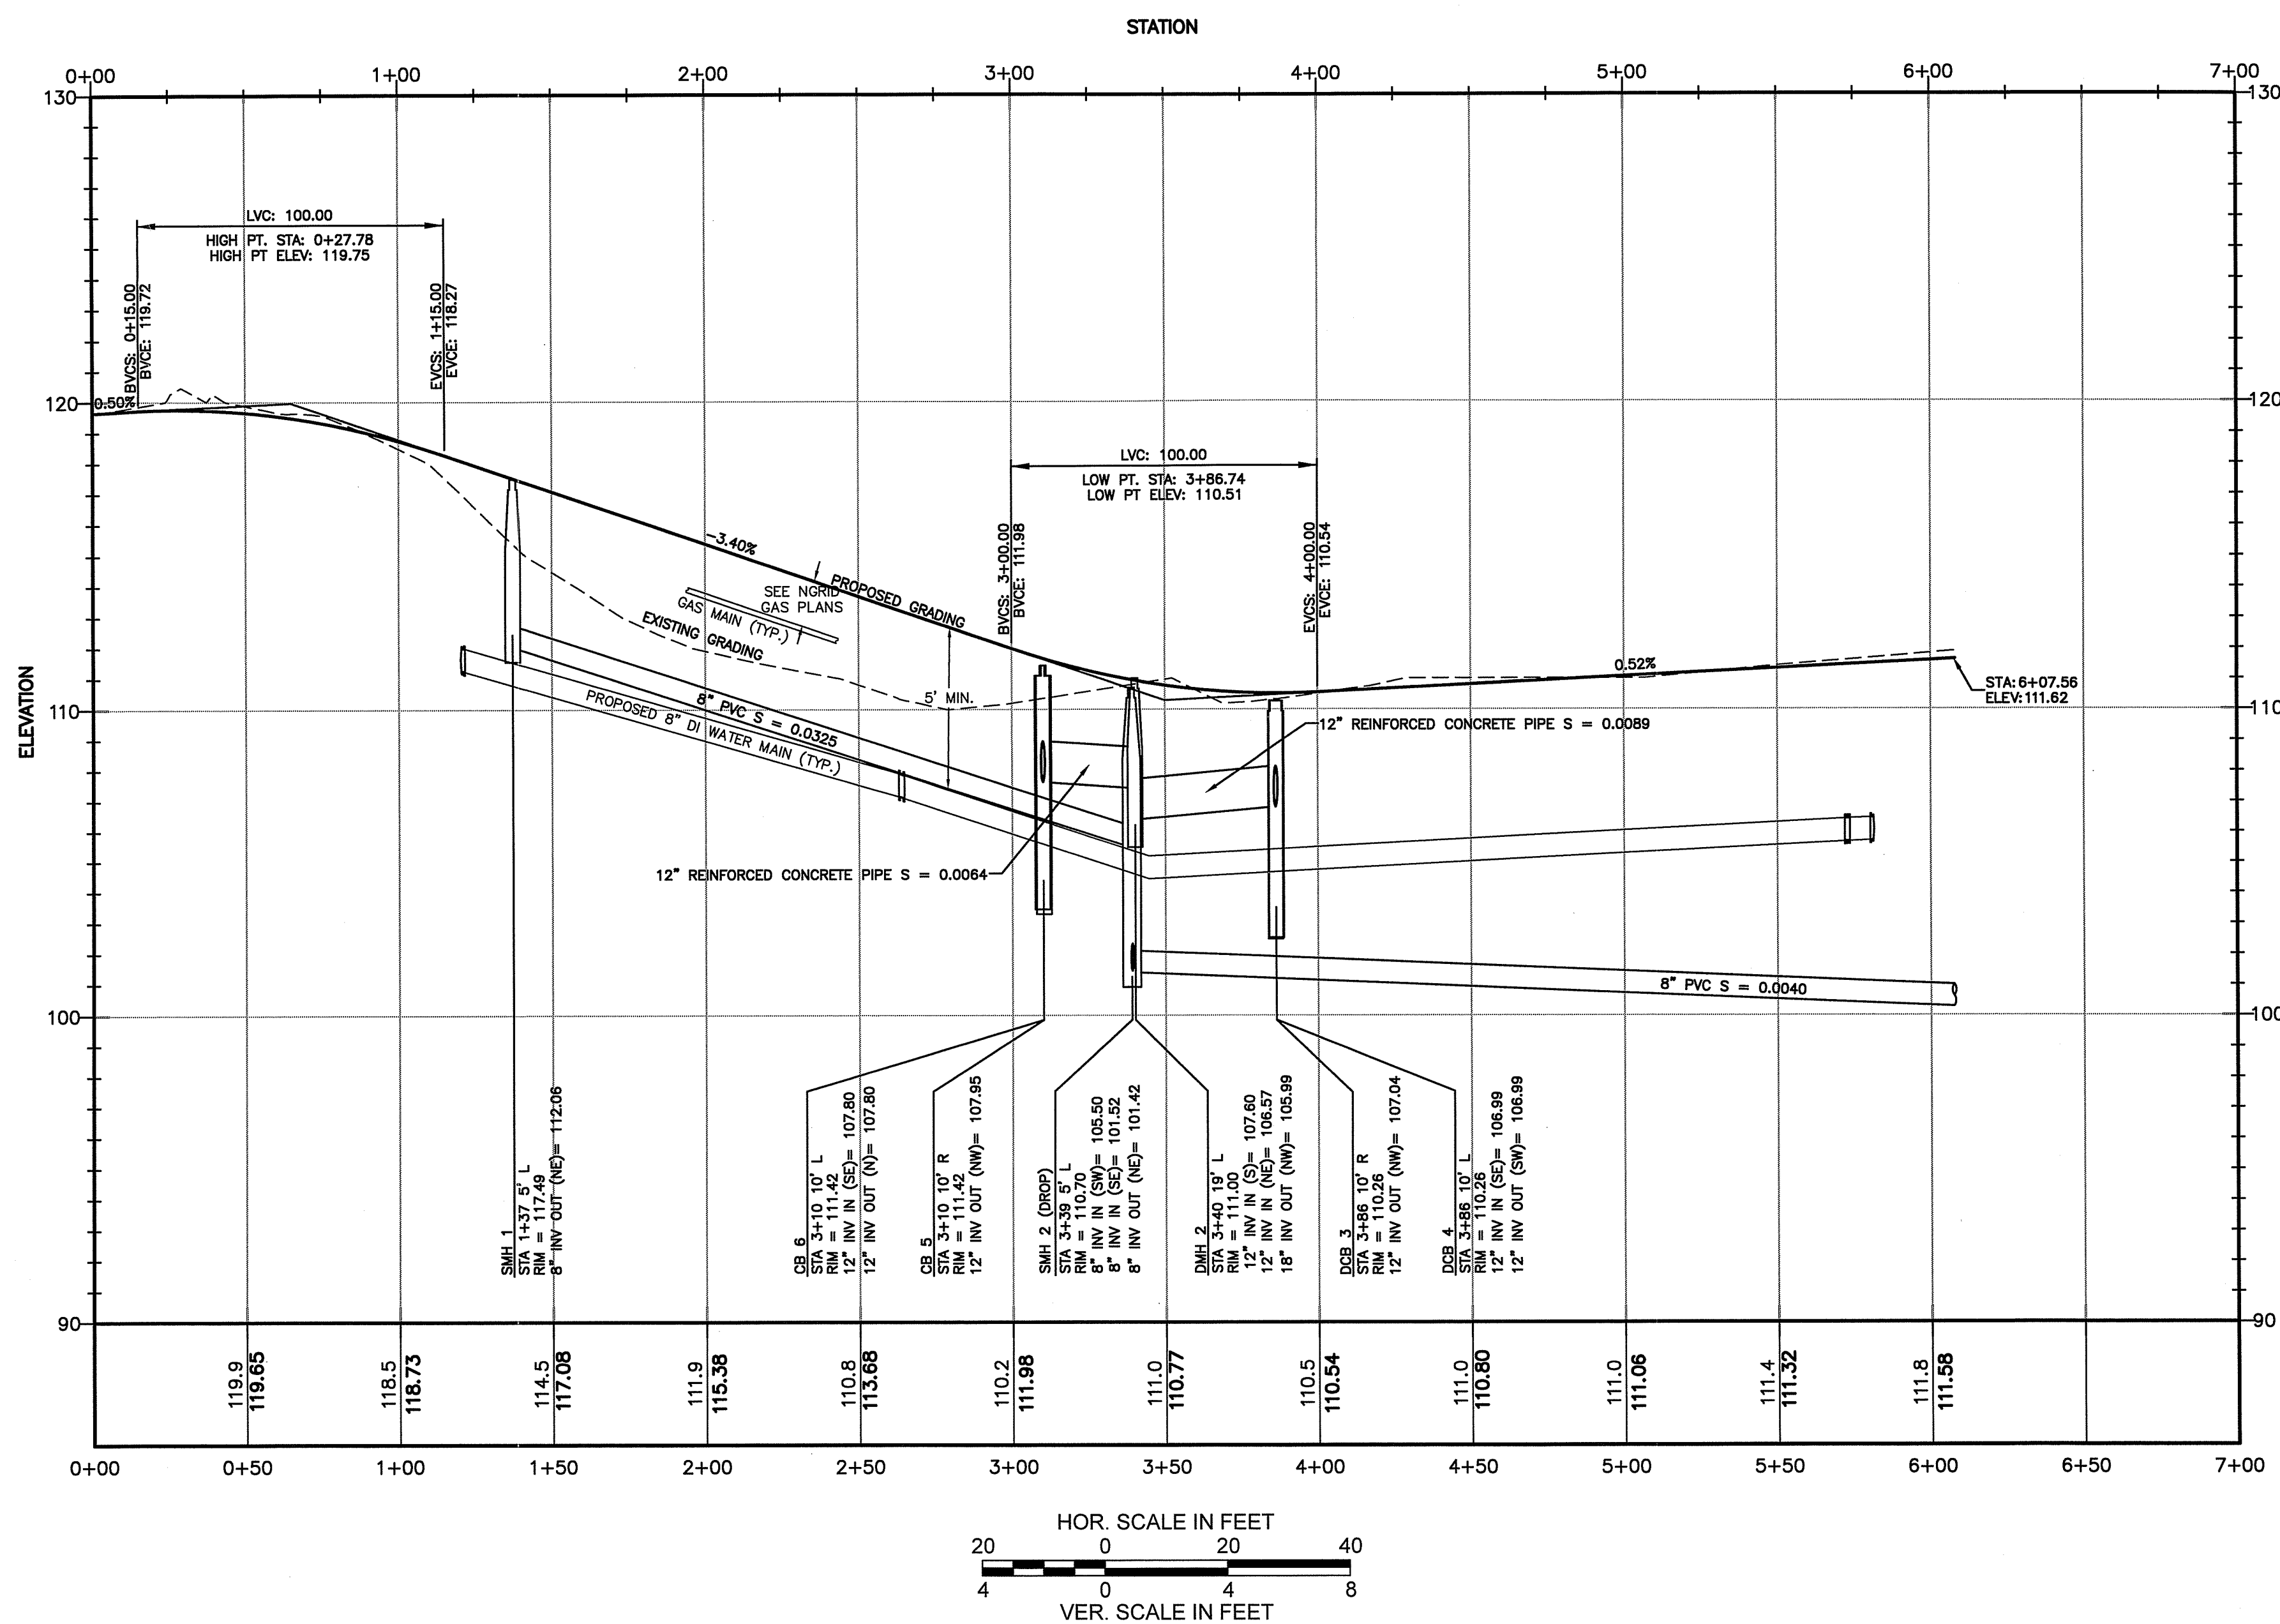 STATION
0+00 1+00 2+00 3+00 4+00 5+00 6+00 7+00
130
130
LVC: 100.00
HIGH PT. STA: 0+27.78
HIGH PT ELEV: 119.75
BVCS: 0+15.00
BVCE: 119.72
EVCS: 1+15.00
EVCE: 118.27
120
120
0.50%
LVC: 100.00
LOW PT. STA: 3+86.74
LOW PT ELEV: 110.51
BVCS: 3+00.00
BVCE: 111.98
EVCS: 4+00.00
EVCE: 110.54
-3.40%
PROPOSED GRADING
SEE NGRID
GAS PLANS
GAS MAIN (TYP.)
EXISTING GRADING
5' MIN.
0.52%
STA: 6+07.56
ELEV: 111.62
ELEVATION
110
110
8" PVC S = 0.0325
PROPOSED 8" DI WATER MAIN (TYP.)
12" REINFORCED CONCRETE PIPE S = 0.0089
12" REINFORCED CONCRETE PIPE S = 0.0064
8" PVC S = 0.0040
100
100
SMH 1
STA 1+37 5' L
RIM = 117.49
8" INV OUT (NE)= 112.06
CB 6
STA 3+10 10' L
RIM = 111.42
12" INV IN (SE)= 107.80
12" INV OUT (N)= 107.80
CB 5
STA 3+10 10' R
RIM = 111.42
12" INV OUT (NW)= 107.95
SMH 2 (DROP)
STA 3+39 5' L
RIM = 110.70
8" INV IN (SW)= 105.50
8" INV IN (SE)= 101.52
8" INV OUT (NE)= 101.42
DMH 2
STA 3+40 19' L
RIM = 111.00
12" INV IN (S)= 107.60
12" INV IN (NE)= 106.57
18" INV OUT (NW)= 105.99
DCB 3
STA 3+86 10' R
RIM = 110.26
12" INV OUT (NW)= 107.04
DCB 4
STA 3+86 10' L
RIM = 110.26
12" INV IN (SE)= 106.99
12" INV OUT (SW)= 106.99
90
90
119.9
119.65
118.5
118.73
114.5
117.08
111.9
115.38
110.8
113.68
110.2
111.98
111.0
110.77
110.5
110.54
111.0
110.80
111.0
111.06
111.4
111.32
111.8
111.58
0+00 0+50 1+00 1+50 2+00 2+50 3+00 3+50 4+00 4+50 5+00 5+50 6+00 6+50 7+00
HOR. SCALE IN FEET
20 0 20 40
4 0 4 8
VER. SCALE IN FEET